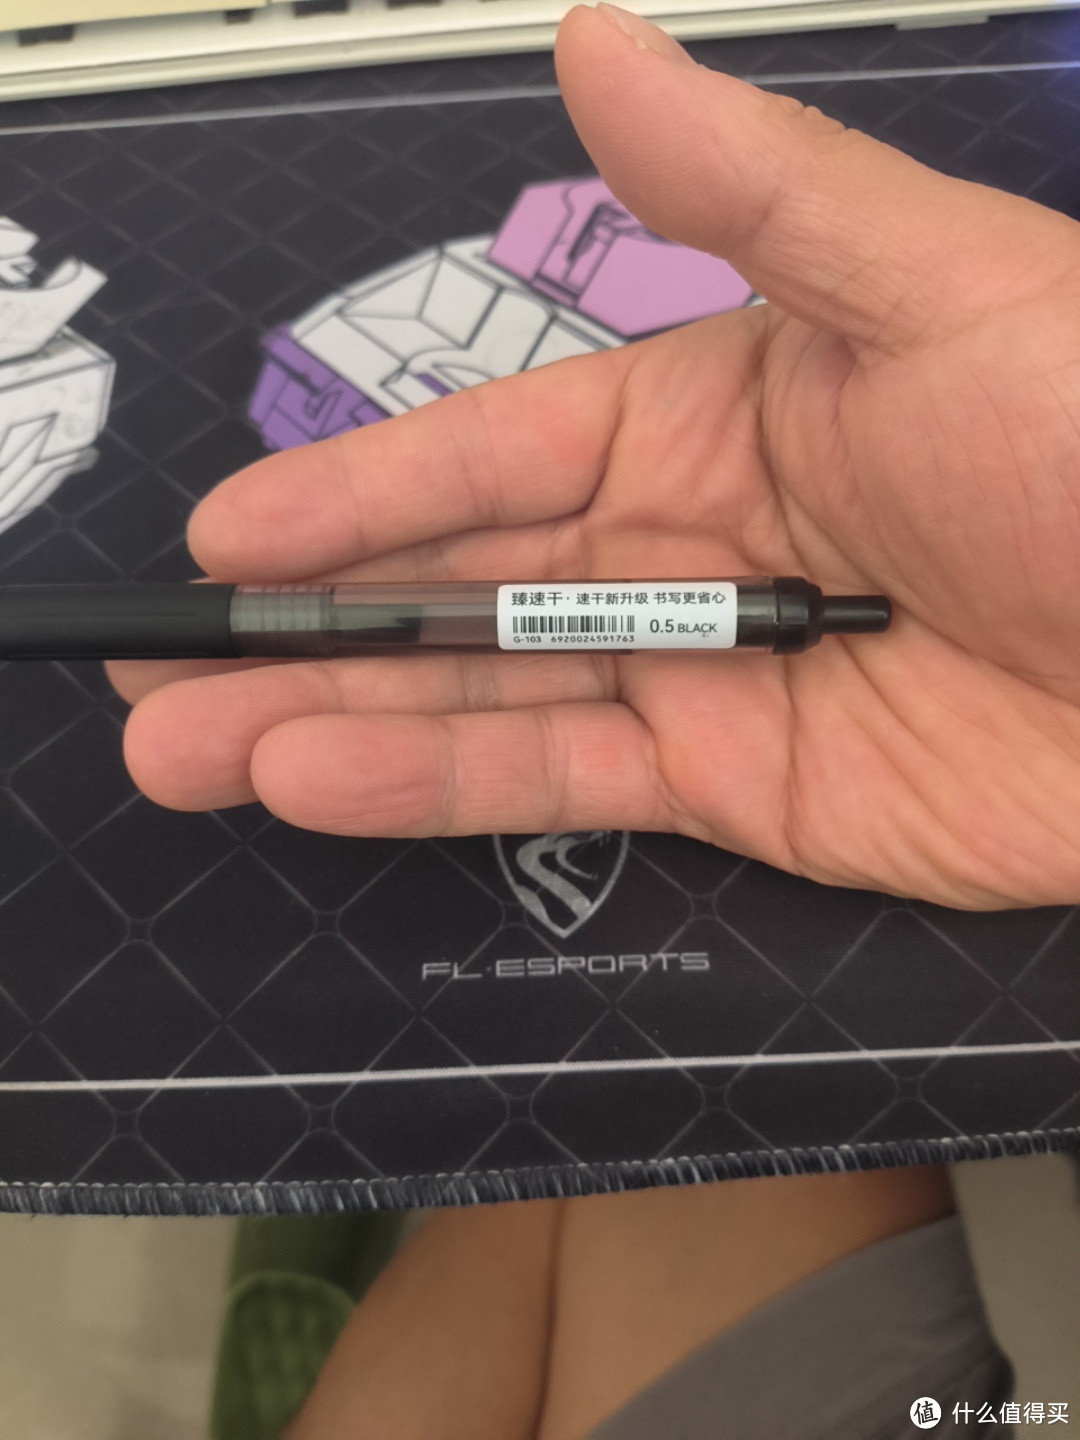 臻速干· 速干新升级 书写更省心
G-103 6920024591763 0.5 BLACK
FL·ESPORTS
值 什么值得买